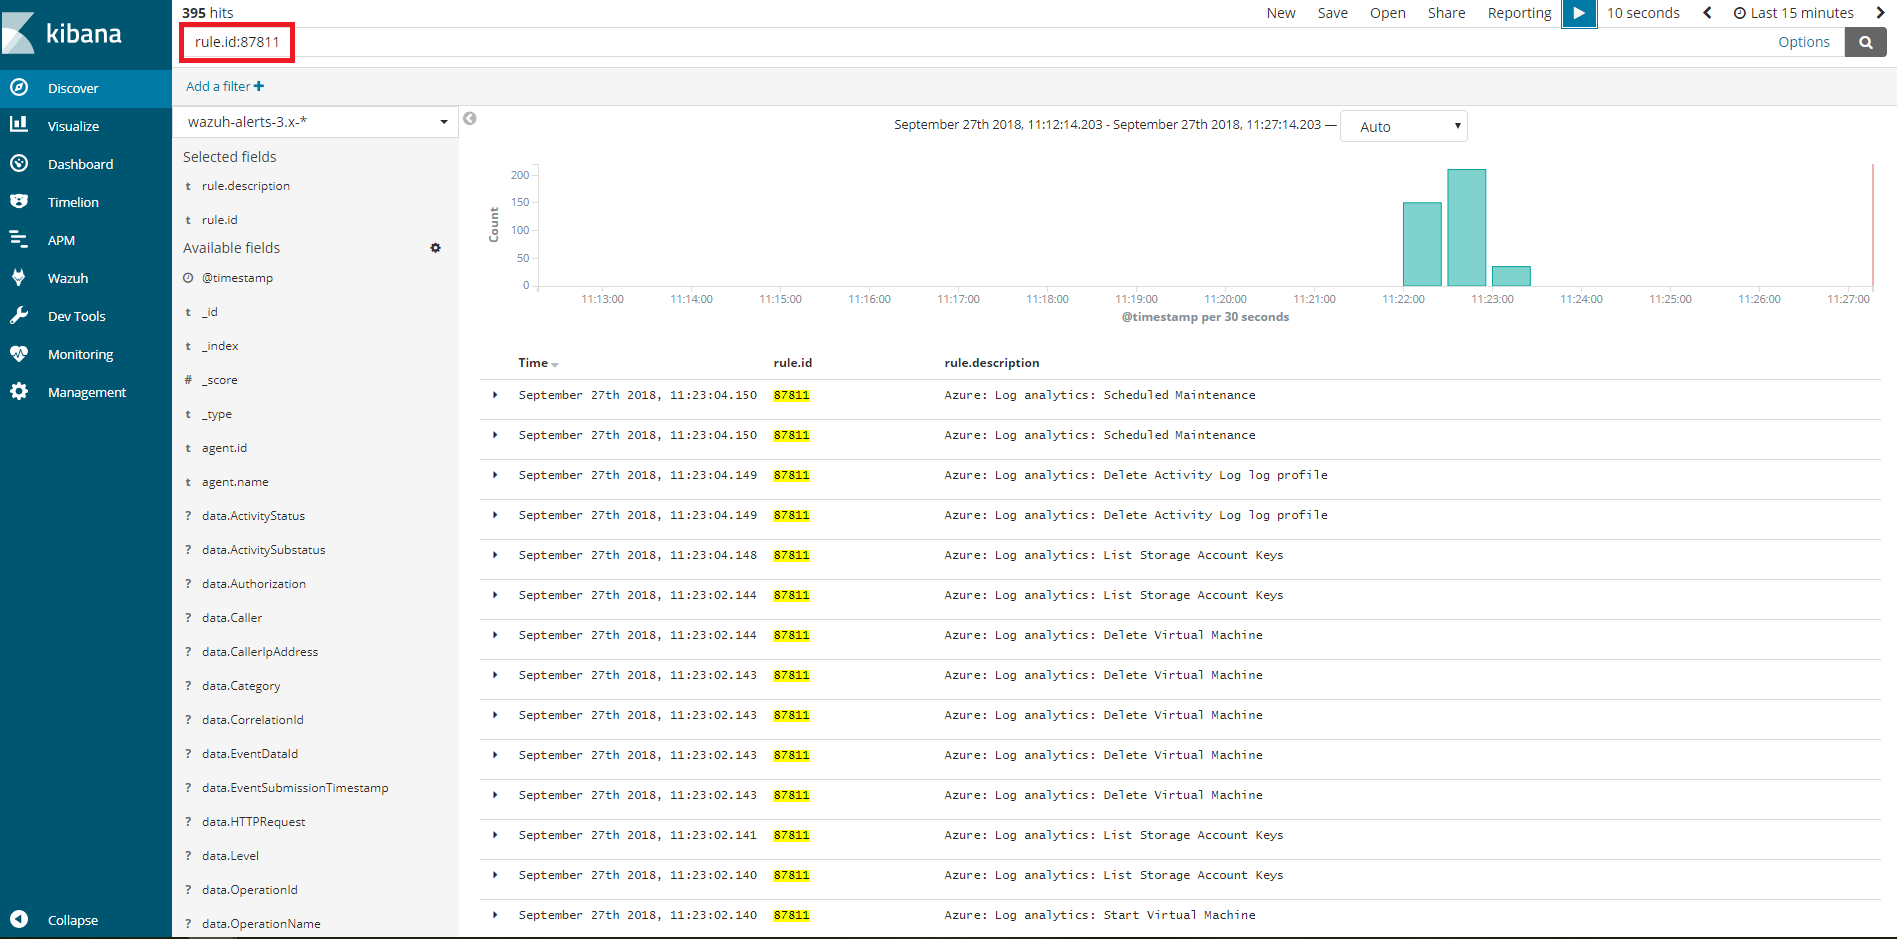 395 hits
New Save Open Share Reporting 10 seconds Last 15 minutes
kibana
rule.id:87811
Options
Discover
Visualize
Dashboard
Timelion
APM
Wazuh
Dev Tools
Monitoring
Management
Collapse
Add a filter +
wazuh-alerts-3.x-*
Selected fields
t rule.description
t rule.id
Available fields
@timestamp
t _id
t _index
# _score
t _type
t agent.id
t agent.name
? data.ActivityStatus
? data.ActivitySubstatus
? data.Authorization
? data.Caller
? data.CallerIpAddress
? data.Category
? data.CorrelationId
? data.EventDataId
? data.EventSubmissionTimestamp
? data.HTTPRequest
? data.Level
? data.OperationId
? data.OperationName
September 27th 2018, 11:12:14.203 - September 27th 2018, 11:27:14.203 — Auto
Count
200
150
100
50
0
11:13:00 11:14:00 11:15:00 11:16:00 11:17:00 11:18:00 11:19:00 11:20:00 11:21:00 11:22:00 11:23:00 11:24:00 11:25:00 11:26:00 11:27:00
@timestamp per 30 seconds
Time rule.id rule.description
September 27th 2018, 11:23:04.150 87811 Azure: Log analytics: Scheduled Maintenance
September 27th 2018, 11:23:04.150 87811 Azure: Log analytics: Scheduled Maintenance
September 27th 2018, 11:23:04.149 87811 Azure: Log analytics: Delete Activity Log log profile
September 27th 2018, 11:23:04.149 87811 Azure: Log analytics: Delete Activity Log log profile
September 27th 2018, 11:23:04.148 87811 Azure: Log analytics: List Storage Account Keys
September 27th 2018, 11:23:02.144 87811 Azure: Log analytics: List Storage Account Keys
September 27th 2018, 11:23:02.144 87811 Azure: Log analytics: Delete Virtual Machine
September 27th 2018, 11:23:02.143 87811 Azure: Log analytics: Delete Virtual Machine
September 27th 2018, 11:23:02.143 87811 Azure: Log analytics: Delete Virtual Machine
September 27th 2018, 11:23:02.143 87811 Azure: Log analytics: Delete Virtual Machine
September 27th 2018, 11:23:02.143 87811 Azure: Log analytics: Delete Virtual Machine
September 27th 2018, 11:23:02.141 87811 Azure: Log analytics: List Storage Account Keys
September 27th 2018, 11:23:02.140 87811 Azure: Log analytics: List Storage Account Keys
September 27th 2018, 11:23:02.140 87811 Azure: Log analytics: Start Virtual Machine